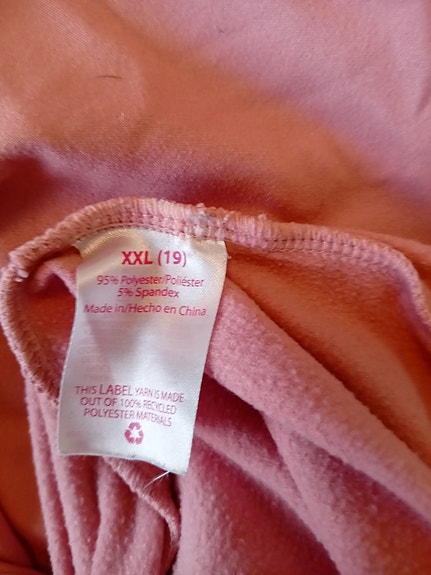 XXL (19)
95% Polyester/Poliéster
5% Spandex
Made in/Hecho en China
THIS LABEL YARN IS MADE
OUT OF 100% RECYCLED
POLYESTER MATERIALS